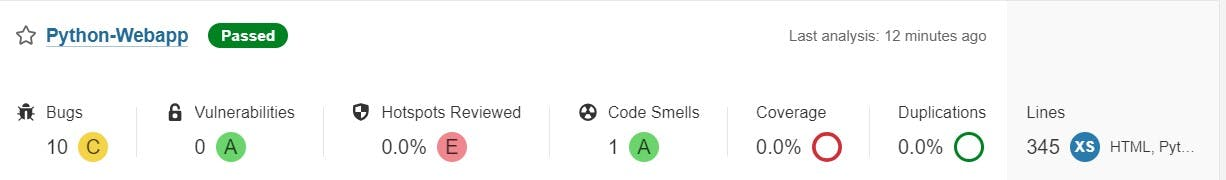 Python-Webapp Passed Last analysis: 12 minutes ago
Bugs Vulnerabilities Hotspots Reviewed Code Smells Coverage Duplications Lines
10 C 0 A 0.0% E 1 A 0.0% 0.0% 345 XS HTML, Pyt...